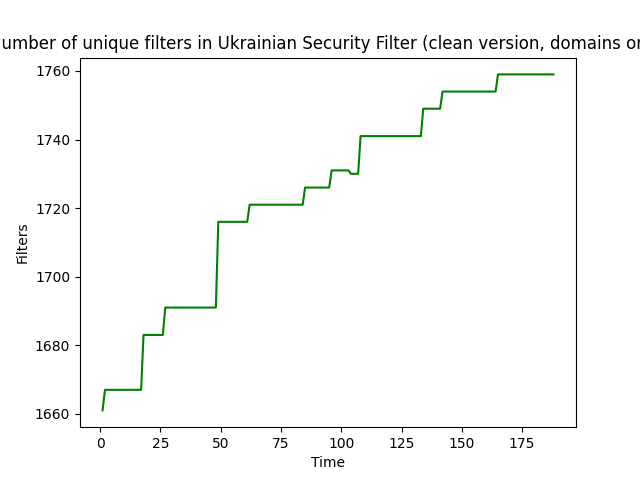 umber of unique filters in Ukrainian Security Filter (clean version, domains or
1760
1740
1720
1700
1680
1660
Filters
0 25 50 75 100 125 150 175
Time